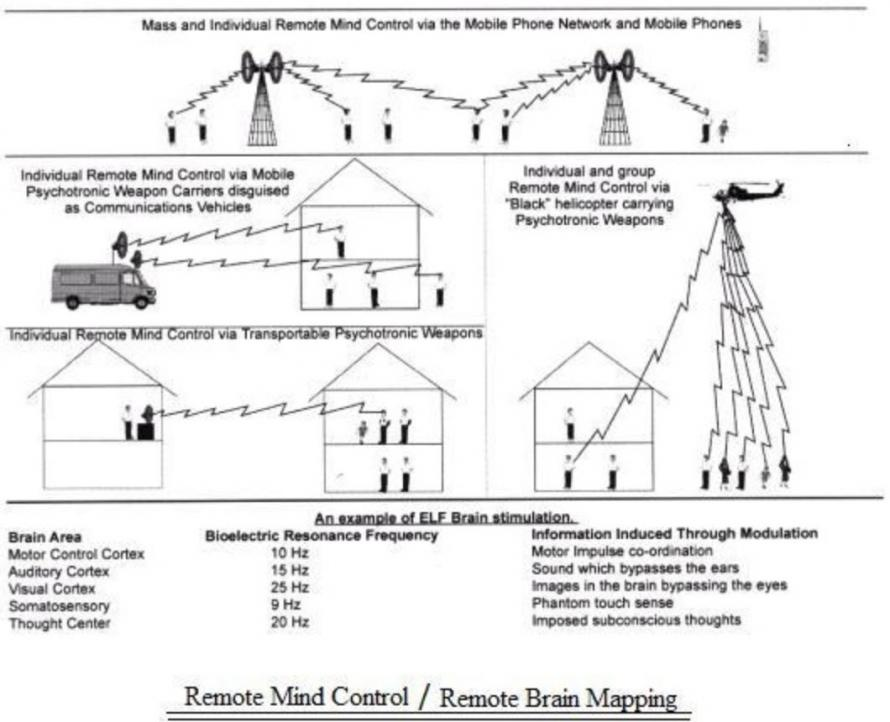 Mass and Individual Remote Mind Control via the Mobile Phone Network and Mobile Phones
Individual Remote Mind Control via Mobile
Psychotronic Weapon Carriers disguised
as Communications Vehicles
Individual and group
Remote Mind Control via
"Black" helicopter carrying
Psychotronic Weapons
Individual Remote Mind Control via Transportable Psychotronic Weapons
An example of ELF Brain stimulation.
Brain Area Bioelectric Resonance Frequency Information Induced Through Modulation
Motor Control Cortex 10 Hz Motor Impulse co-ordination
Auditory Cortex 15 Hz Sound which bypasses the ears
Visual Cortex 25 Hz Images in the brain bypassing the eyes
Somatosensory 9 Hz Phantom touch sense
Thought Center 20 Hz Imposed subconscious thoughts
Remote Mind Control / Remote Brain Mapping